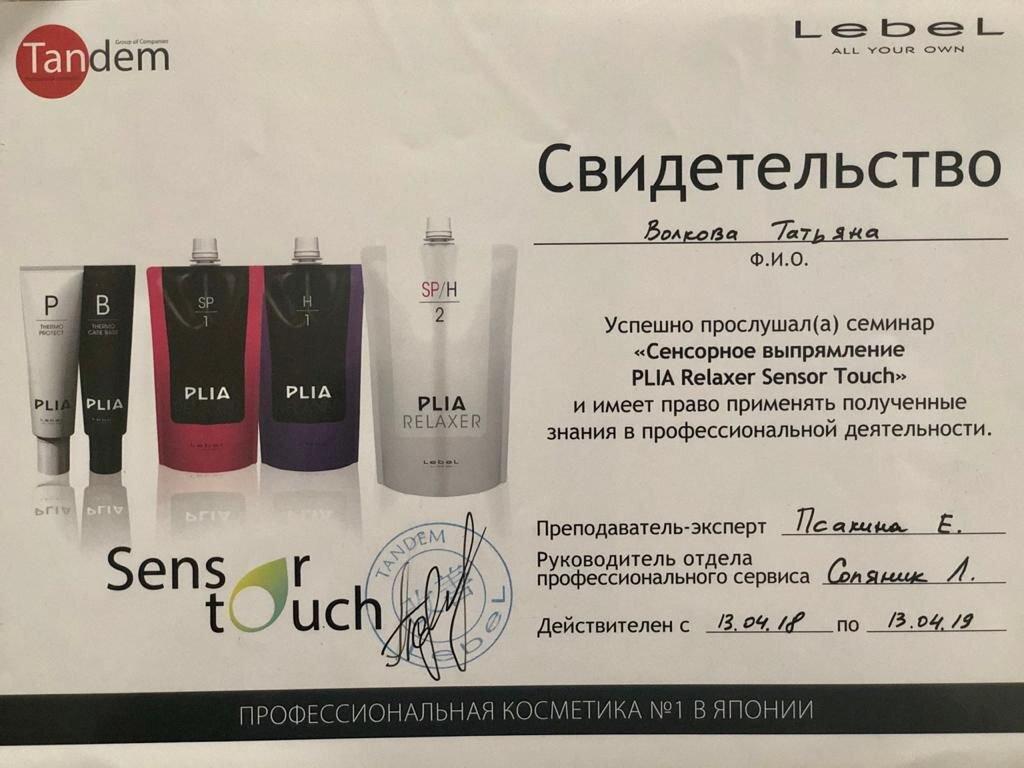 Tandem
Group of Companies
LebeL
ALL YOUR OWN
Свидетельство
Волкова Татьяна
Ф.И.О.
Успешно прослушал(а) семинар
«Сенсорное выпрямление
PLIA Relaxer Sensor Touch»
и имеет право применять полученные
знания в профессиональной деятельности.
P
THERMO
PROTECT
PLIA
B
THERMO
CARE BASE
PLIA
SP
1
PLIA
LebeL
H
1
PLIA
SP/H
2
PLIA
RELAXER
LebeL
Преподаватель-эксперт Псакина Е.
Руководитель отдела
профессионального сервиса Сопяник Л.
Действителен с 13.04.18 по 13.04.19
Sensor
touch
TANDEM
LebeL
ПРОФЕССИОНАЛЬНАЯ КОСМЕТИКА №1 В ЯПОНИИ